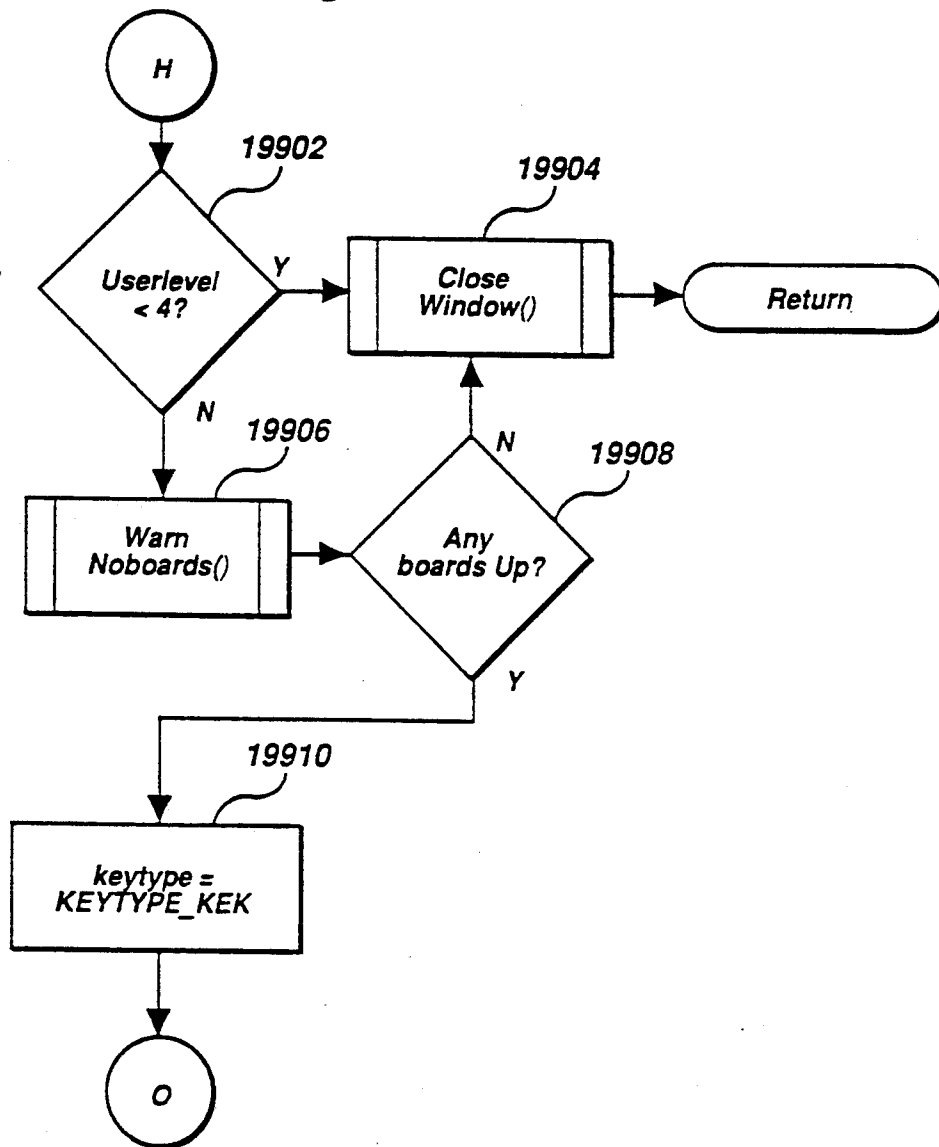 H
19902
19904
Userlevel
< 4?
Y
Close
Window()
Return
N
19906
N
19908
Warn
Noboards()
Any
boards Up?
Y
19910
keytype =
KEYTYPE_KEK
O